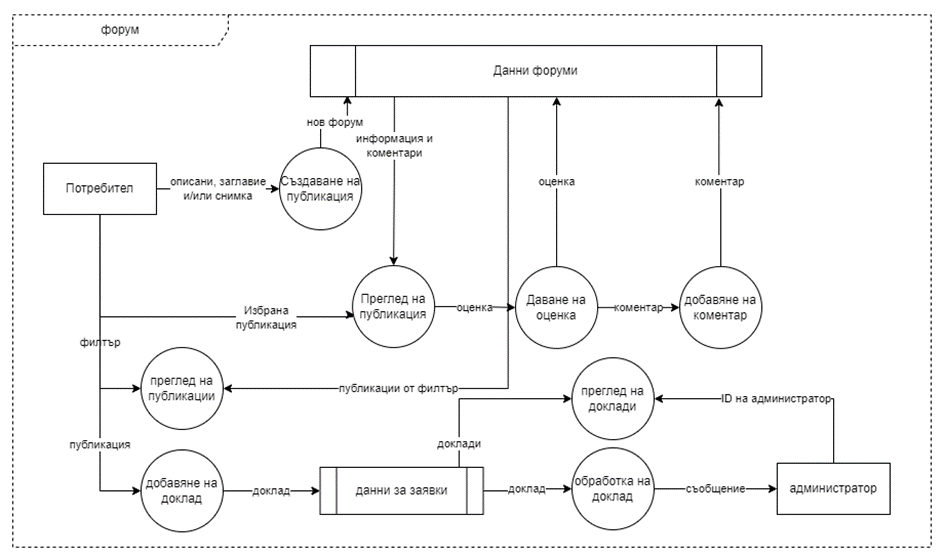 форум
Данни форуми
нов форум
информация и
коментари
Потребител
описани, заглавие
и/или снимка
Създаване на
публикация
оценка
коментар
Избрана
публикация
Преглед на
публикация
оценка
Даване на
оценка
коментар
добавяне на
коментар
филтър
преглед на
публикации
публикации от филтър
преглед на
доклади
ID на администратор
публикация
доклади
добавяне на
доклад
доклад
данни за заявки
доклад
обработка на
доклад
съобщение
администратор